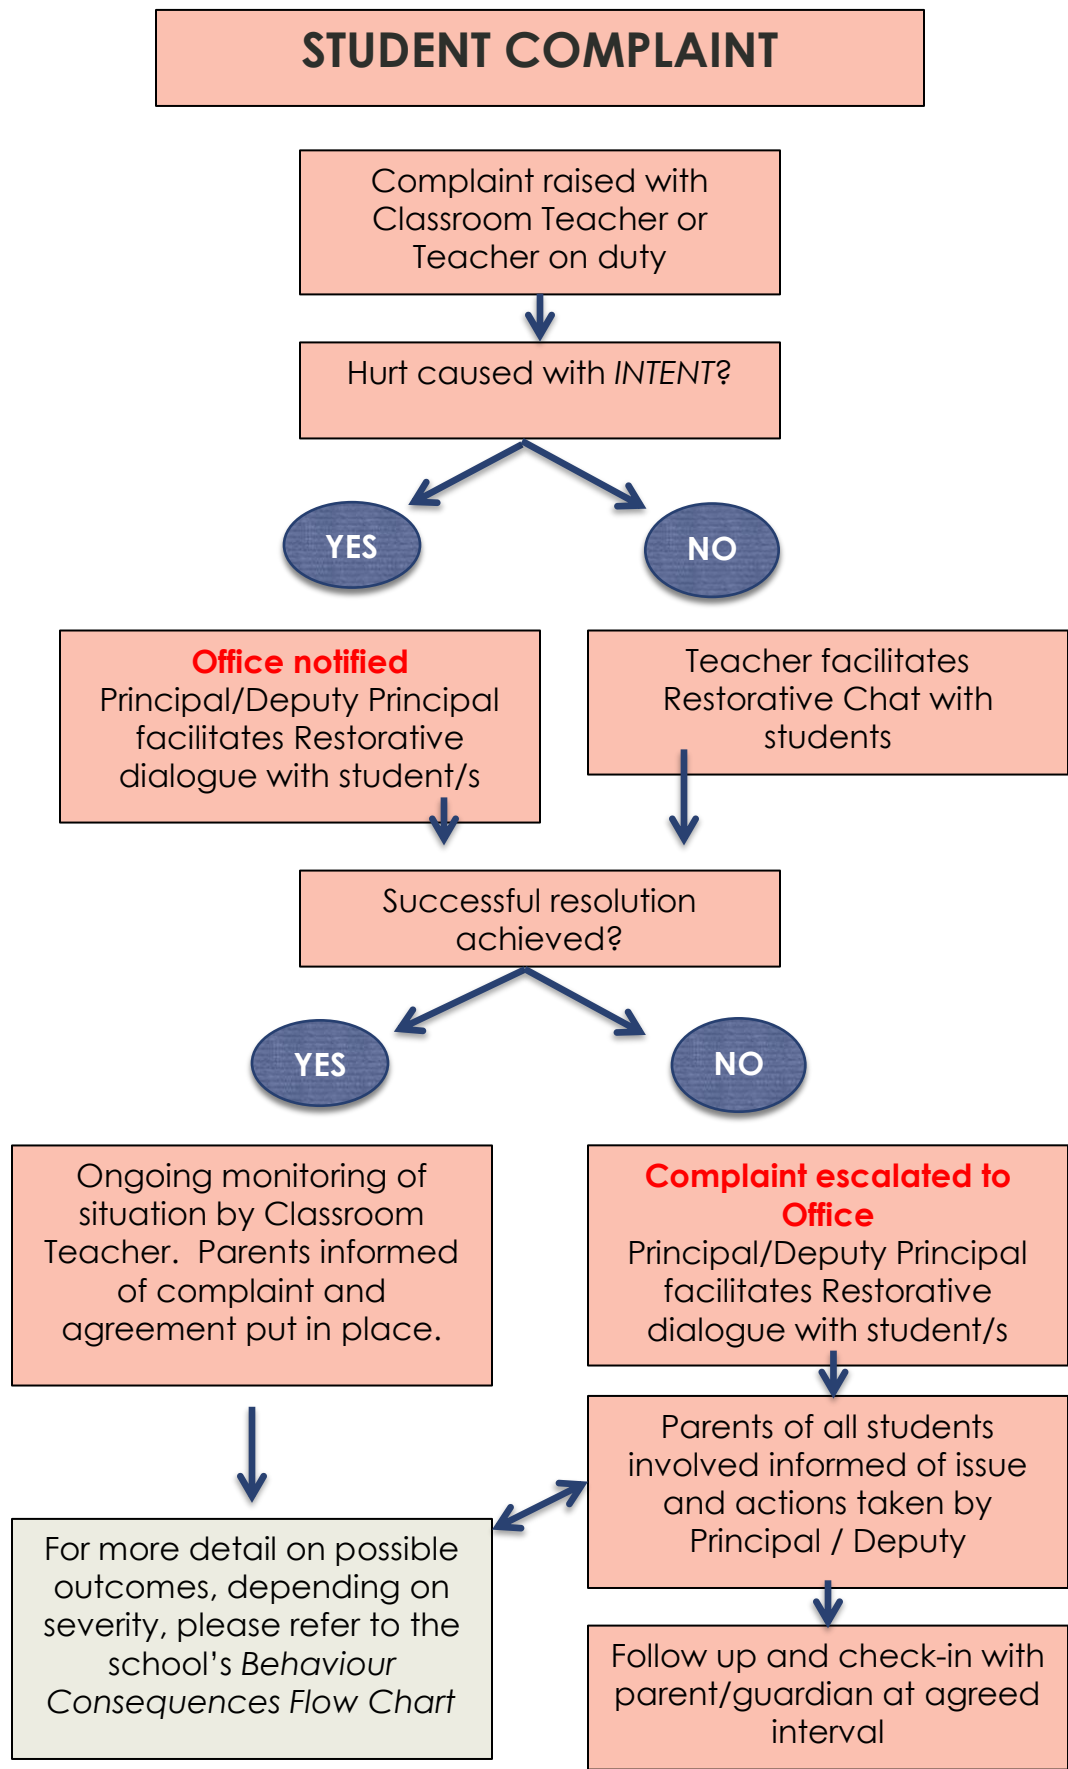 STUDENT COMPLAINT
Complaint raised with
Classroom Teacher or
Teacher on duty
Hurt caused with INTENT?
YES
NO
Office notified
Principal/Deputy Principal
facilitates Restorative
dialogue with student/s
Teacher facilitates
Restorative Chat with
students
Successful resolution
achieved?
YES
NO
Ongoing monitoring of
situation by Classroom
Teacher.  Parents informed
of complaint and
agreement put in place.
Complaint escalated to
Office
Principal/Deputy Principal
facilitates Restorative
dialogue with student/s
Parents of all students
involved informed of issue
and actions taken by
Principal / Deputy
For more detail on possible
outcomes, depending on
severity, please refer to the
school’s Behaviour
Consequences Flow Chart
Follow up and check-in with
parent/guardian at agreed
interval